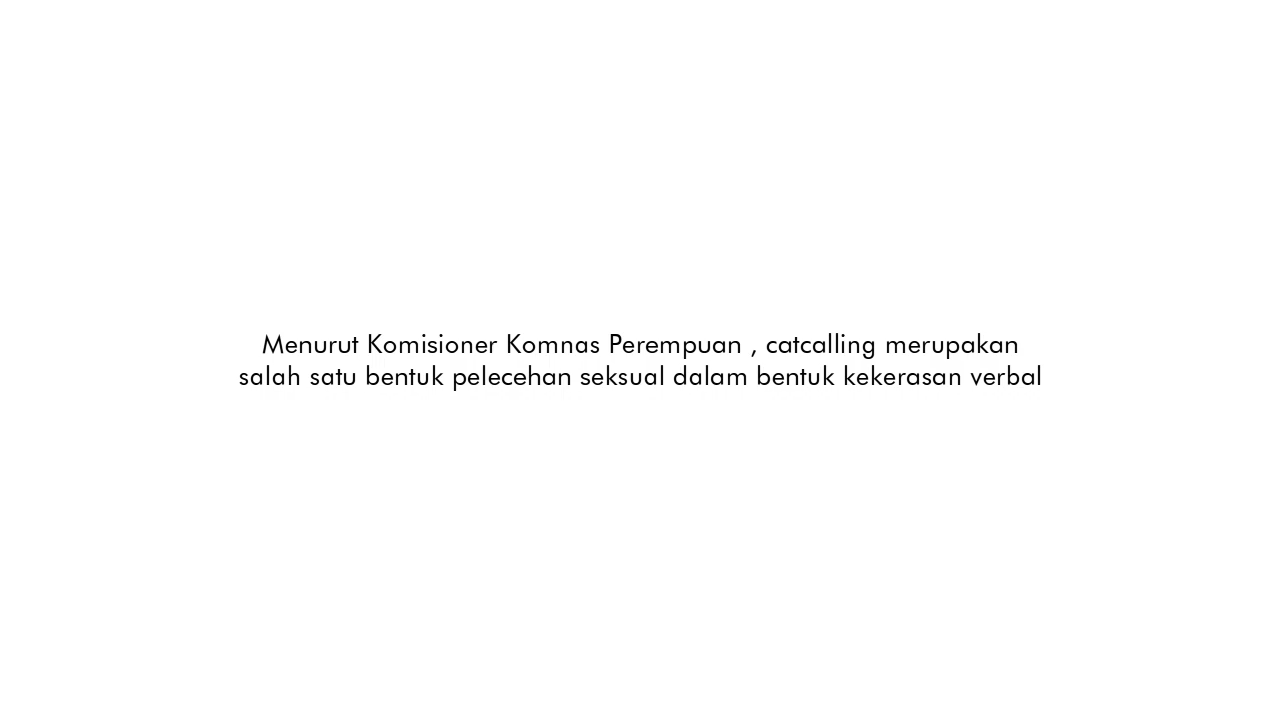 Menurut Komisioner Komnas Perempuan , catcalling merupakan
salah satu bentuk pelecehan seksual dalam bentuk kekerasan verbal